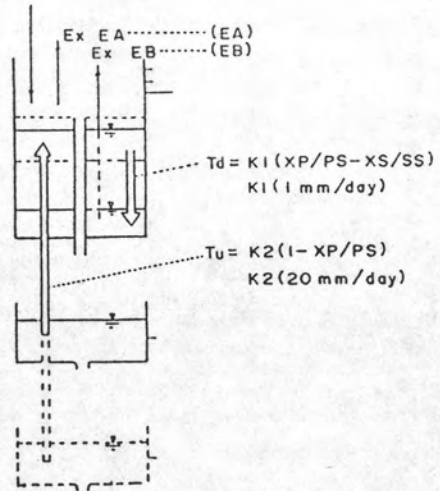 Ex EA (EA)
Ex EB (EB)
Td = K1 (XP/PS-XS/SS)
K1 (1 mm/day)
Tu = K2 (1-XP/PS)
K2 (20 mm/day)